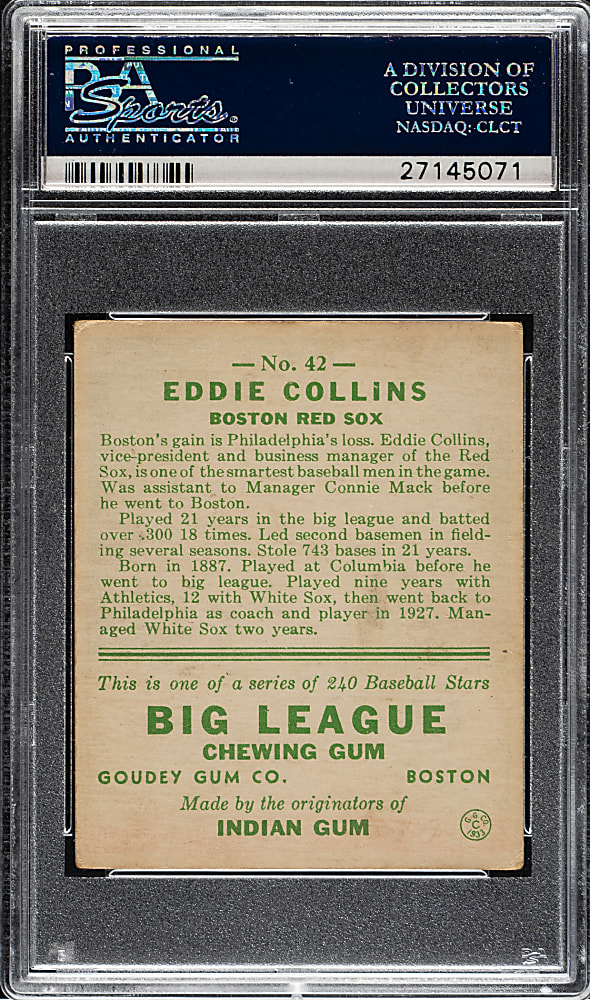 PROFESSIONAL
PSA
Sports®
AUTHENTICATOR
A DIVISION OF
COLLECTORS
UNIVERSE
NASDAQ: CLCT
27145071
— No. 42 —
EDDIE COLLiNS
BOSTON RED SOX
Boston's gain is Philadelphia's loss. Eddie Collins,
vice-president and business manager of the Red
Sox, is one of the smartest baseball men in the game.
Was assistant to Manager Connie Mack before
he went to Boston.
Played 21 years in the big league and batted
over .300 18 times. Led second basemen in field-
ing several seasons. Stole 743 bases in 21 years.
Born in 1887. Played at Columbia before he
went to big league. Played nine years with
Athletics, 12 with White Sox, then went back to
Philadelphia as coach and player in 1927. Man-
aged White Sox two years.
This is one of a series of 240 Baseball Stars
BIG LEAGUE
CHEWING GUM
GOUDEY GUM CO. BOSTON
Made by the originators of
INDIAN GUM
G.G.CO.
C
1933